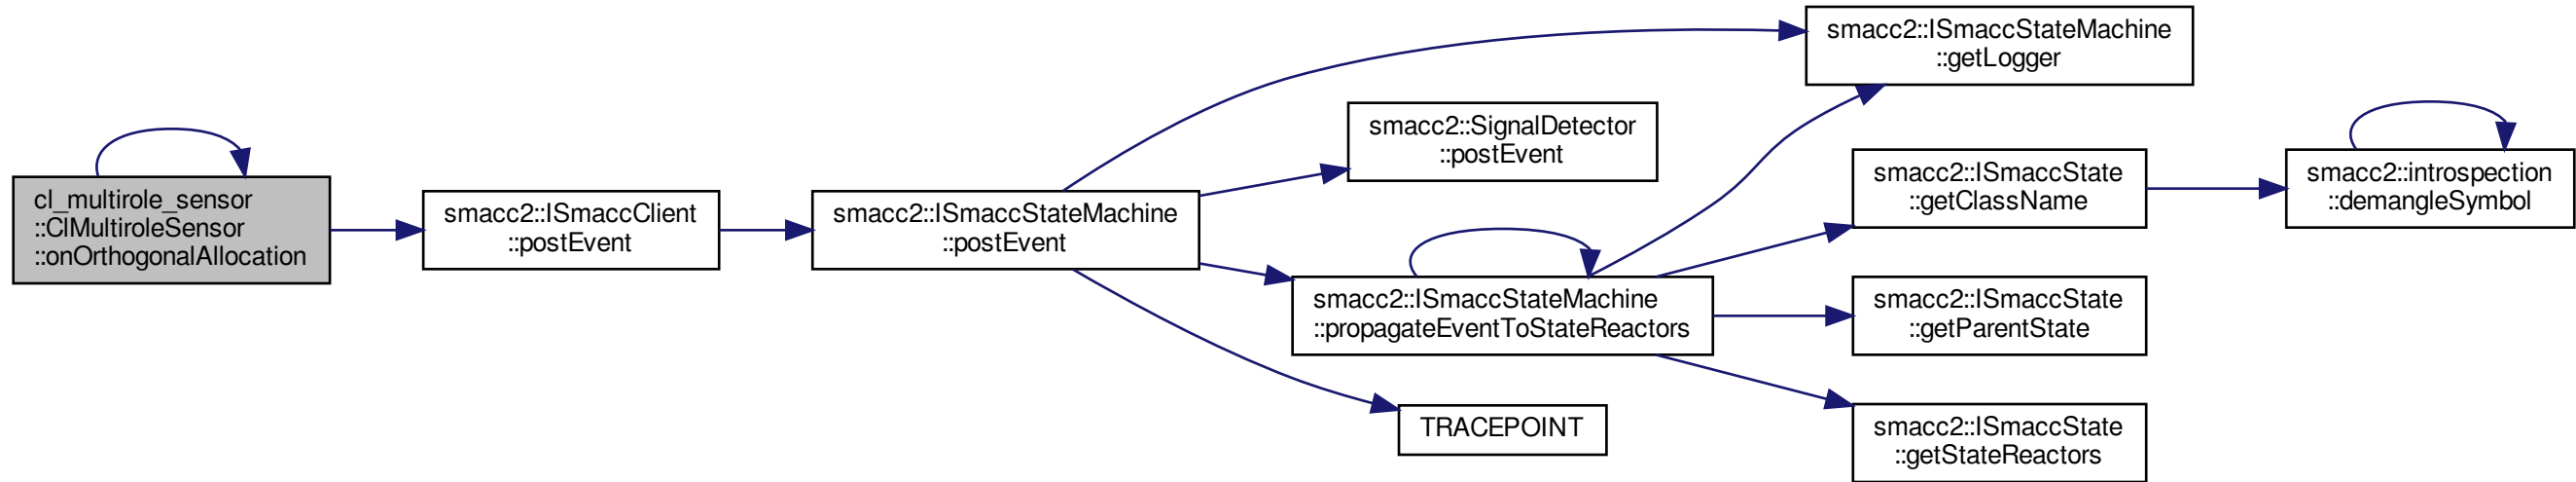 cl_multirole_sensor
::ClMultiroleSensor
::onOrthogonalAllocation
smacc2::ISmaccClient
::postEvent
smacc2::ISmaccStateMachine
::postEvent
smacc2::ISmaccStateMachine
::getLogger
smacc2::SignalDetector
::postEvent
smacc2::ISmaccStateMachine
::propagateEventToStateReactors
TRACEPOINT
smacc2::ISmaccState
::getClassName
smacc2::ISmaccState
::getParentState
smacc2::ISmaccState
::getStateReactors
smacc2::introspection
::demangleSymbol